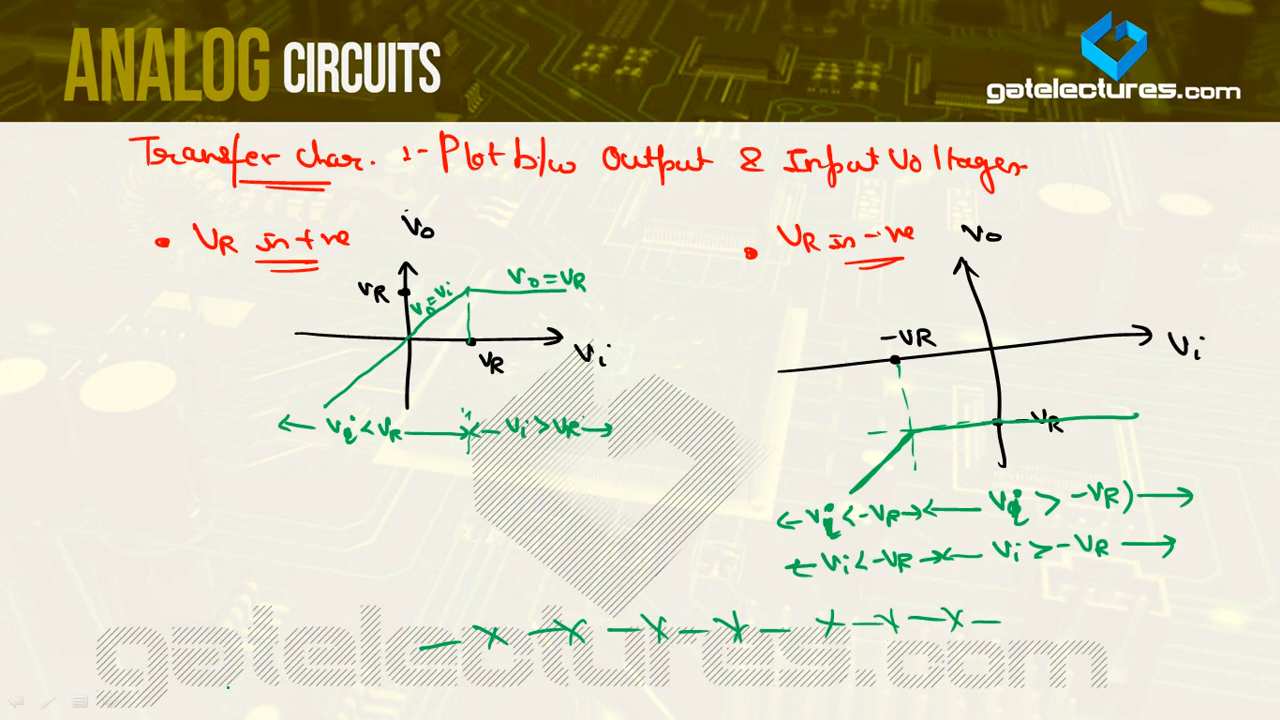 ANALOG CIRCUITS
gatelectures.com
Transfer char. :- Plot b/w Output & Input Voltages
• VR is +ve
Vo
VR
Vo=Vi
Vo=VR
VR
Vi
Vi<VR
Vi>VR
• VR is -ve
Vo
-VR
Vi
-VR
Vi<-VR
Vi > -VR)
Vi<-VR
Vi > -VR
gatelectures.com